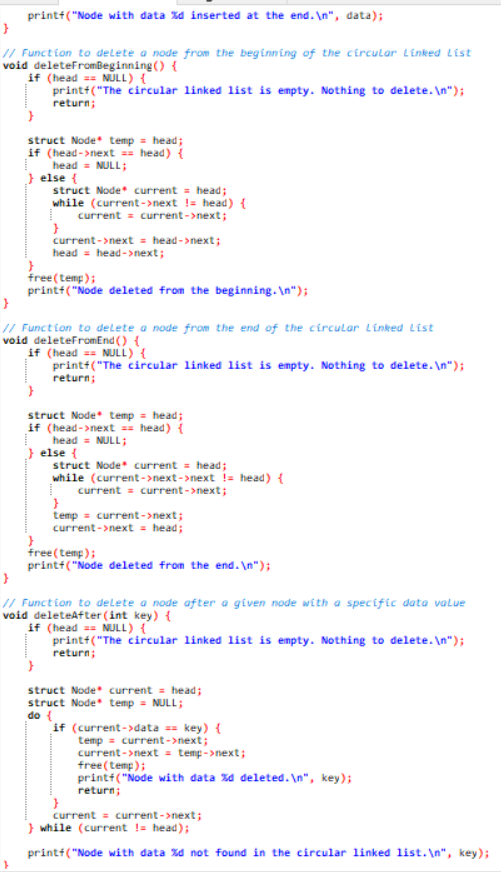 printf("Node with data %d inserted at the end.\n", data);
}
// Function to delete a node from the beginning of the circular linked list
void deleteFromBeginning() {
    if (head == NULL) {
        printf("The circular linked list is empty. Nothing to delete.\n");
        return;
    }
    struct Node* temp = head;
    if (head->next == head) {
        head = NULL;
    } else {
        struct Node* current = head;
        while (current->next != head) {
            current = current->next;
        }
        current->next = head->next;
        head = head->next;
    }
    free(temp);
    printf("Node deleted from the beginning.\n");
}
// Function to delete a node from the end of the circular linked list
void deleteFromEnd() {
    if (head == NULL) {
        printf("The circular linked list is empty. Nothing to delete.\n");
        return;
    }
    struct Node* temp = head;
    if (head->next == head) {
        head = NULL;
    } else {
        struct Node* current = head;
        while (current->next->next != head) {
            current = current->next;
        }
        temp = current->next;
        current->next = head;
    }
    free(temp);
    printf("Node deleted from the end.\n");
}
// Function to delete a node after a given node with a specific data value
void deleteAfter(int key) {
    if (head == NULL) {
        printf("The circular linked list is empty. Nothing to delete.\n");
        return;
    }
    struct Node* current = head;
    struct Node* temp = NULL;
    do {
        if (current->data == key) {
            temp = current->next;
            current->next = temp->next;
            free(temp);
            printf("Node with data %d deleted.\n", key);
            return;
        }
        current = current->next;
    } while (current != head);
    printf("Node with data %d not found in the circular linked list.\n", key);
}